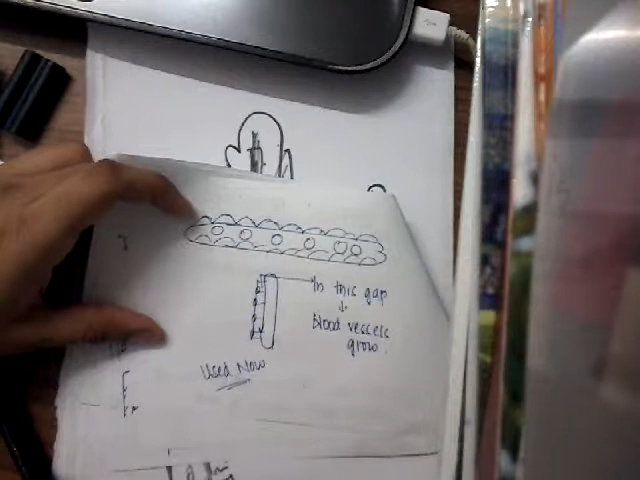 In this gap
↓
blood vessels
grow.
Used Now